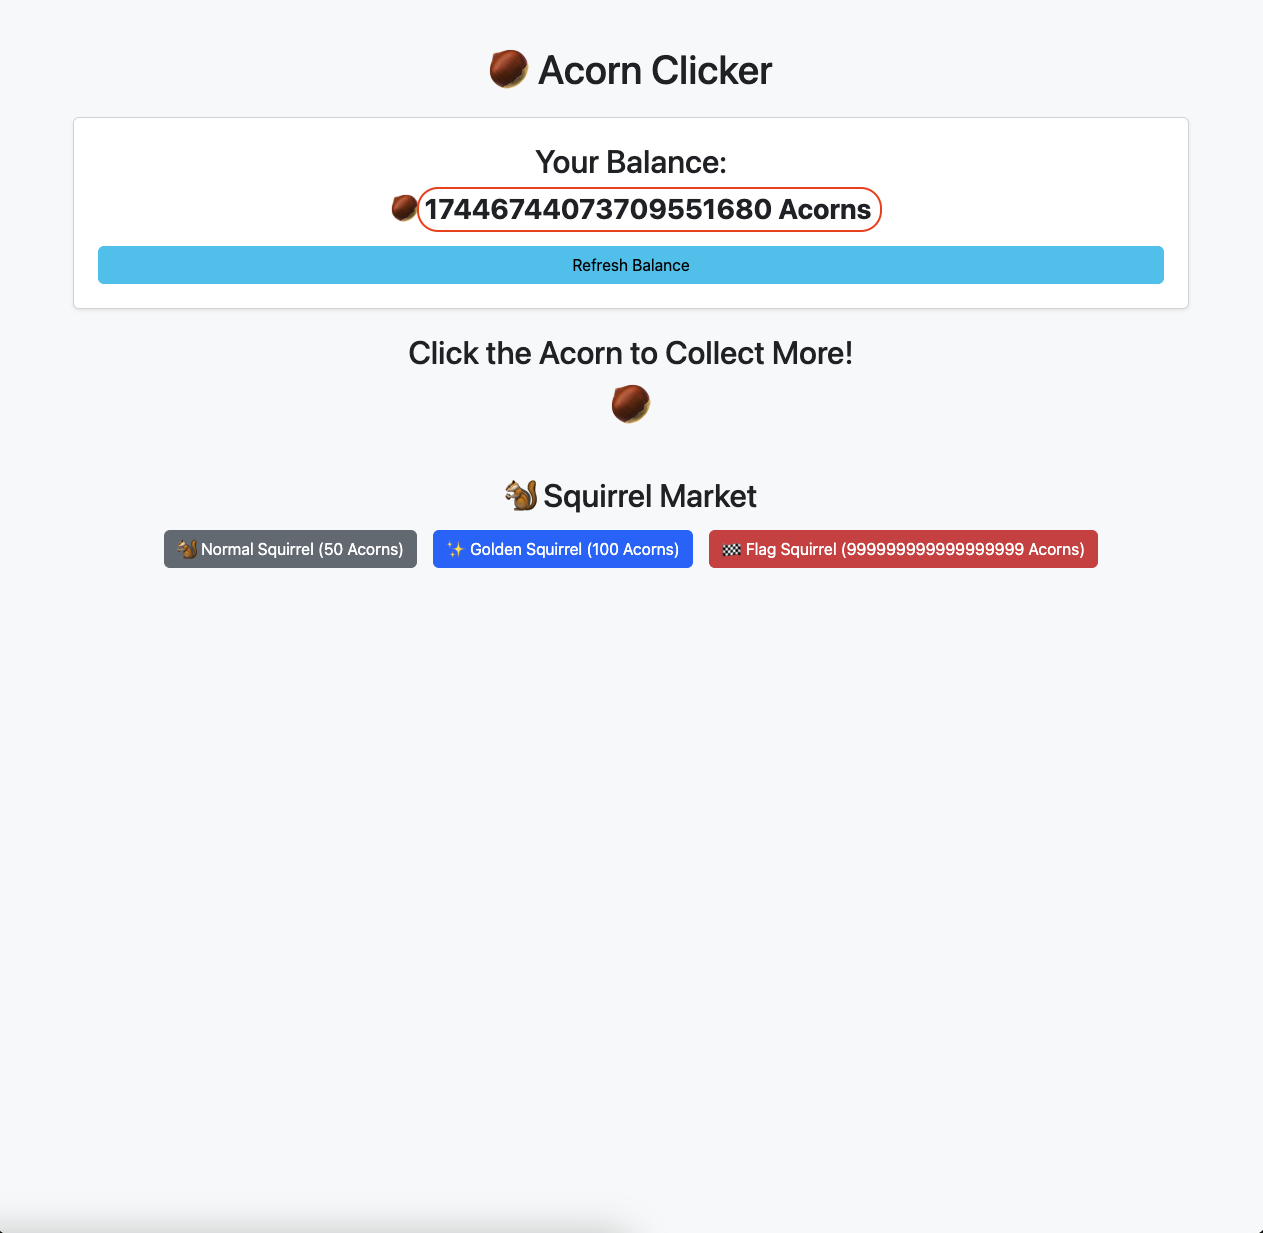 Acorn Clicker
Your Balance:
17446744073709551680 Acorns
Refresh Balance
Click the Acorn to Collect More!
Squirrel Market
Normal Squirrel (50 Acorns)
Golden Squirrel (100 Acorns)
Flag Squirrel (999999999999999999 Acorns)